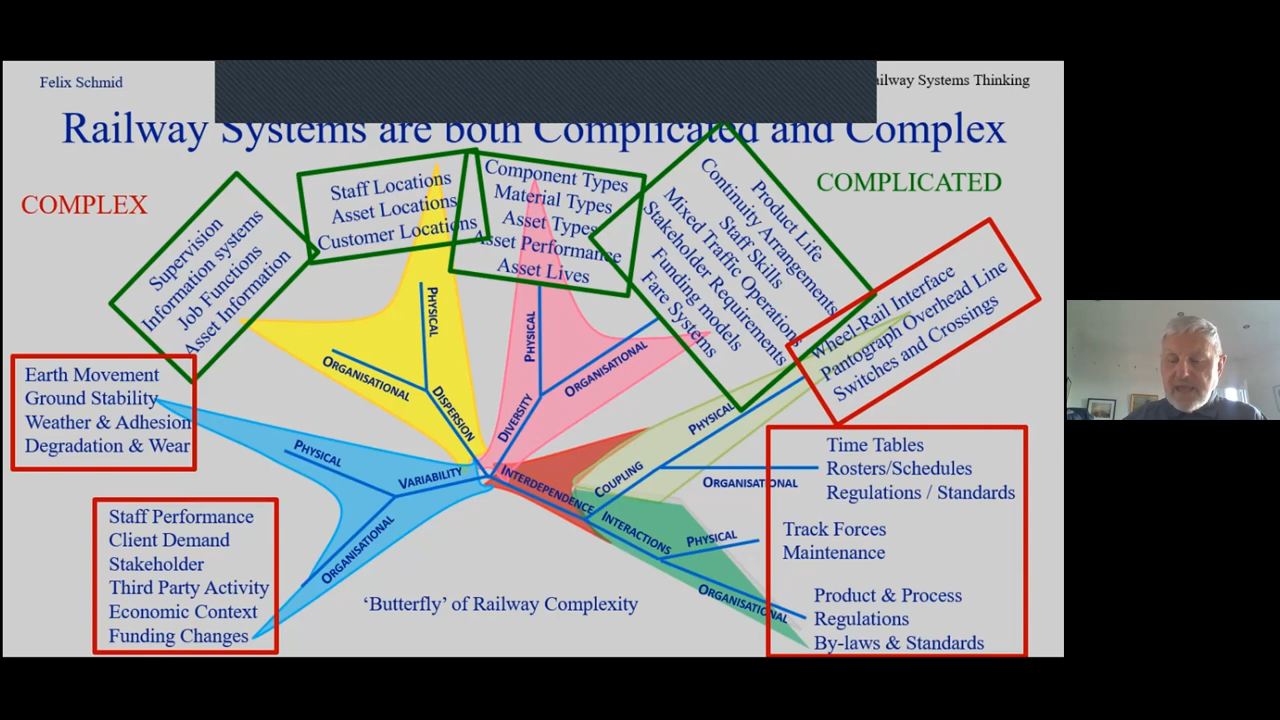 Felix Schmid
Railway Systems Thinking
Railway Systems are both Complicated and Complex
COMPLEX
COMPLICATED
Supervision
Information systems
Job Functions
Asset Information
Staff Locations
Asset Locations
Customer Locations
Component Types
Material Types
Asset Types
Asset Performance
Asset Lives
Product Life
Continuity Arrangements
Staff Skills
Mixed Traffic Operations
Stakeholder Requirements
Funding models
Fare Systems
Wheel-Rail Interface
Pantograph Overhead Line
Switches and Crossings
Earth Movement
Ground Stability
Weather & Adhesion
Degradation & Wear
Staff Performance
Client Demand
Stakeholder
Third Party Activity
Economic Context
Funding Changes
PHYSICAL
ORGANISATIONAL
VARIABILITY
PHYSICAL
ORGANISATIONAL
DISPERSION
PHYSICAL
ORGANISATIONAL
DIVERSITY
INTERDEPENDENCE
COUPLING
PHYSICAL
ORGANISATIONAL
INTERACTIONS
PHYSICAL
ORGANISATIONAL
Time Tables
Rosters/Schedules
Regulations / Standards
Track Forces
Maintenance
Product & Process
Regulations
By-laws & Standards
‘Butterfly’ of Railway Complexity